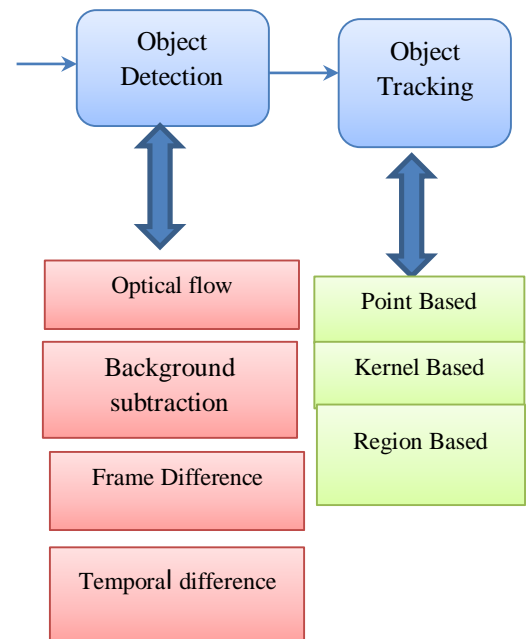 Object
Detection
Object
Tracking
Optical flow
Background
subtraction
Frame Difference
Temporal difference
Point Based
Kernel Based
Region Based